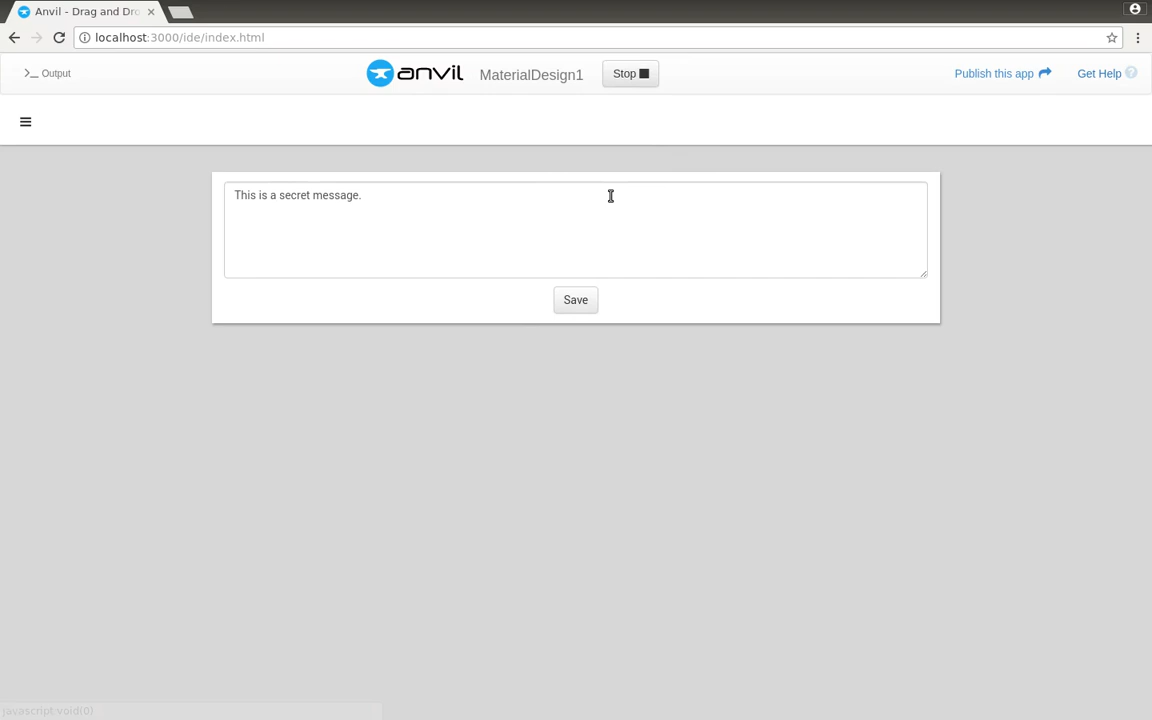 Anvil - Drag and Dro
localhost:3000/ide/index.html
>_ Output
anvil
MaterialDesign1
Stop
Publish this app
Get Help ?
This is a secret message.
Save
javascript:void(0)